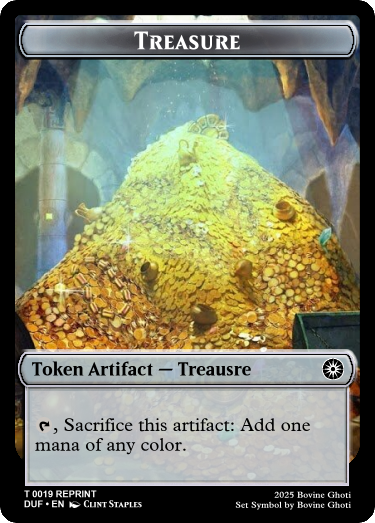 Treasure
Token Artifact — Treausre
, Sacrifice this artifact: Add one
mana of any color.
T 0019 REPRINT
DUF • EN Clint Staples
2025 Bovine Ghoti
Set Symbol by Bovine Ghoti